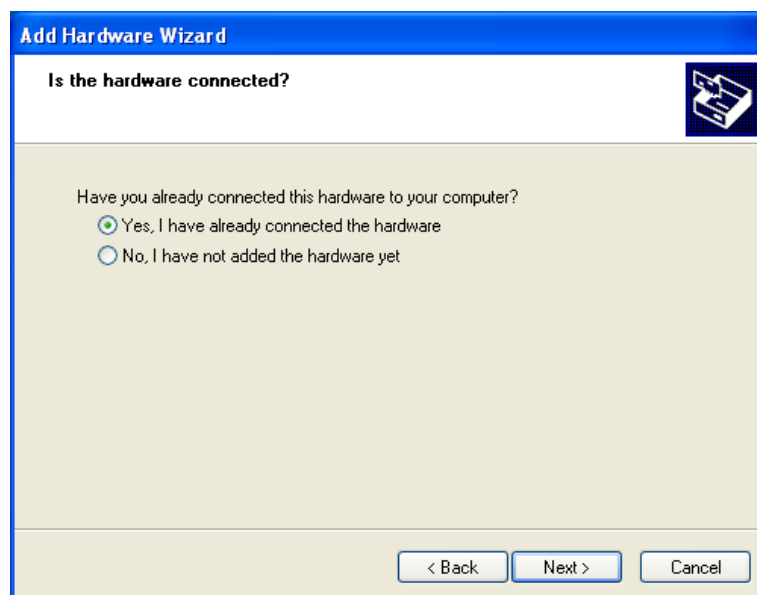 Add Hardware Wizard
Is the hardware connected?
Have you already connected this hardware to your computer?
Yes, I have already connected the hardware
No, I have not added the hardware yet
< Back Next > Cancel